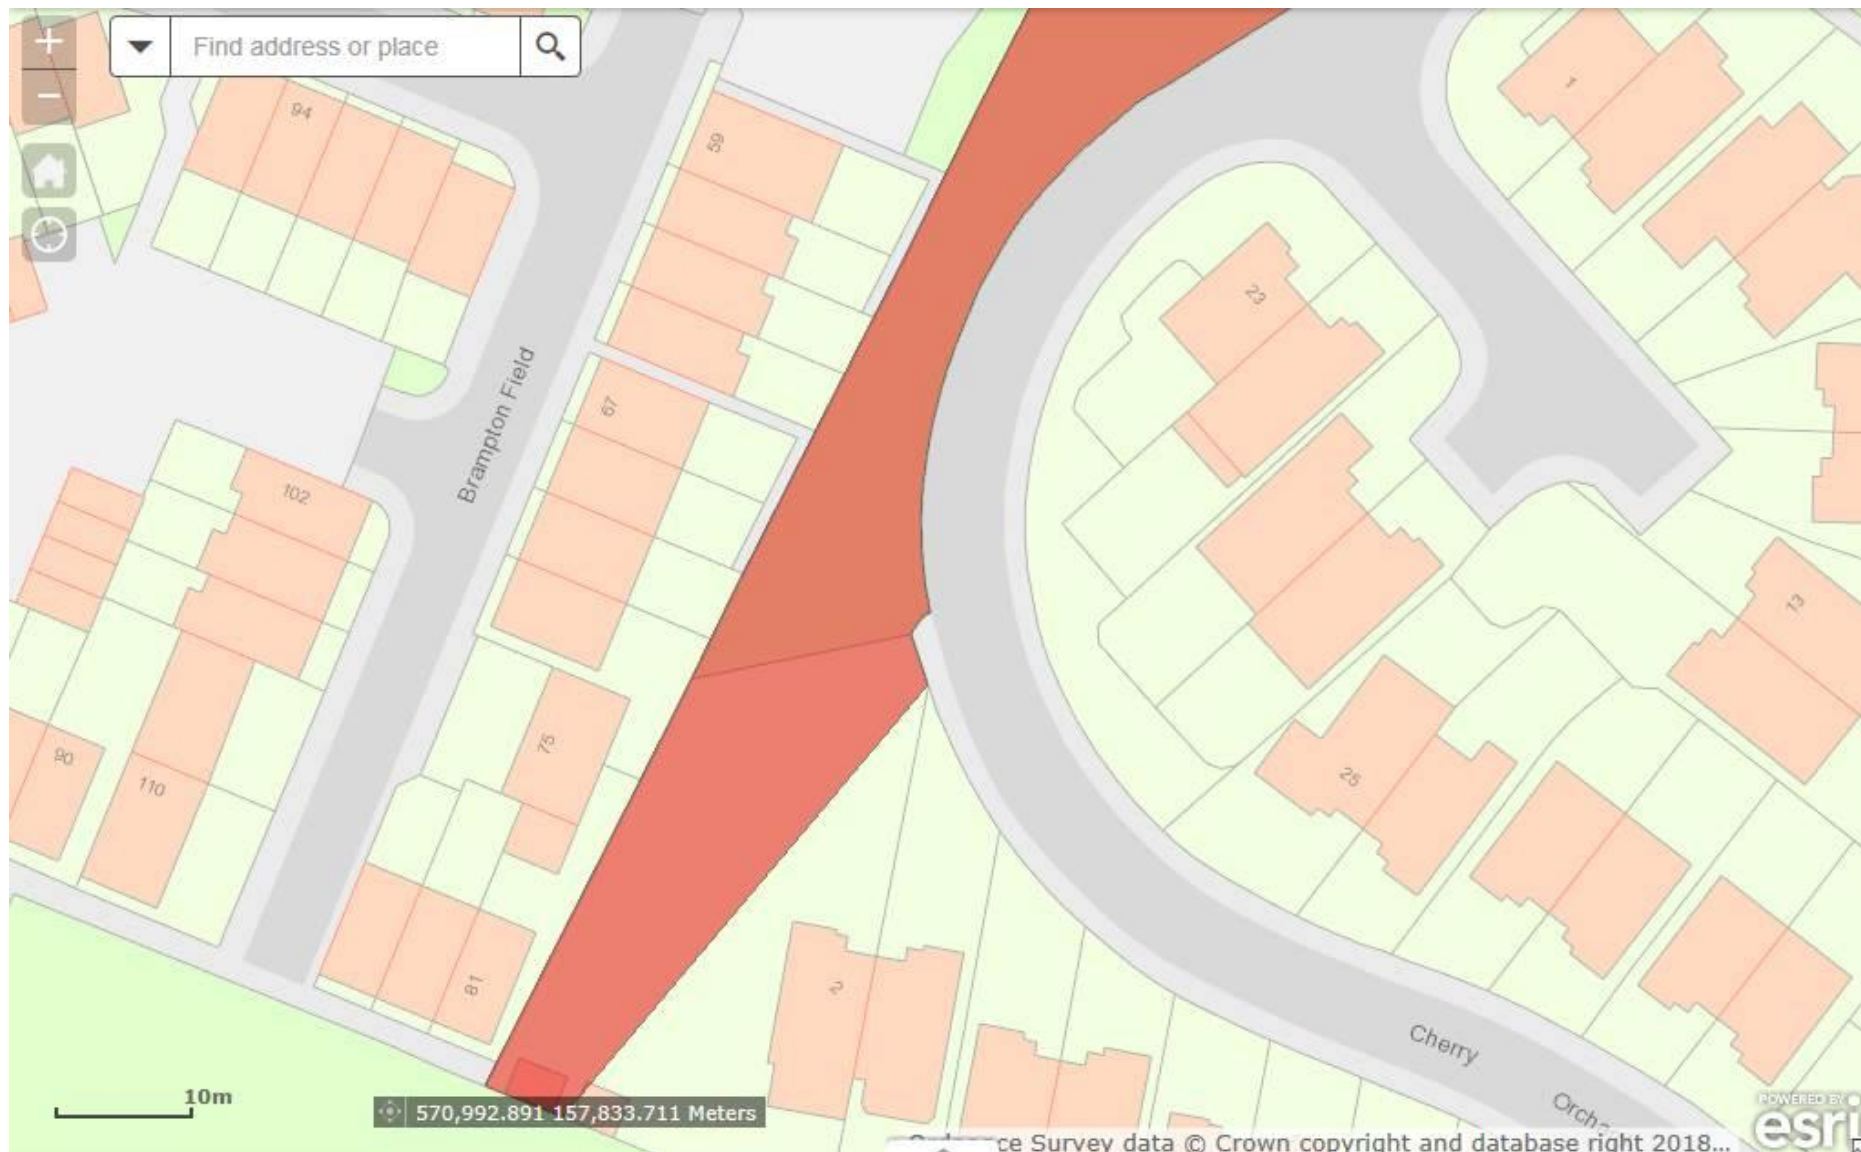 +
Find address or place
−
94
59
1
23
67
Brampton Field
102
13
75
90
110
25
81
2
Cherry
10m
570,992.891 157,833.711 Meters
POWERED BY
esri
Survey data © Crown copyright and database right 2018...